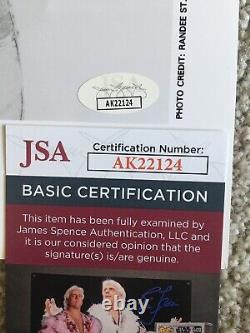 PHOTO CREDIT: RANDEE ST.
JSA
AK22124
JSA
Certification Number:
AK22124
BASIC CERTIFICATION
This item has been fully examined by
James Spence Authentication, LLC and
it is our considered opinion that the
signature(s) is/are genuine.